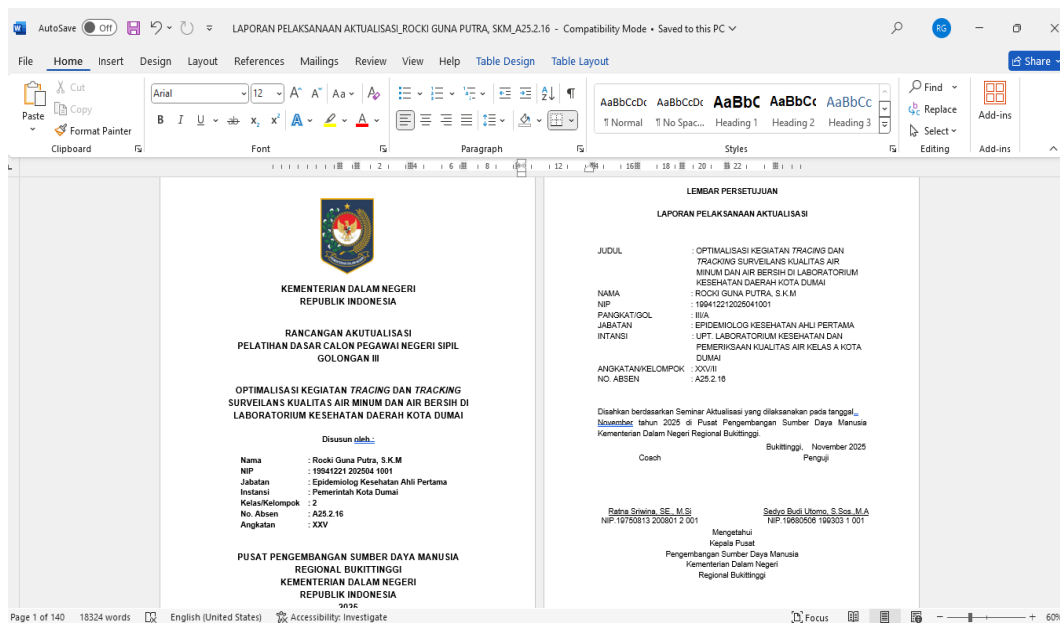 AutoSave Off LAPORAN PELAKSANAAN AKTUALISASI_ROCKI GUNA PUTRA, SKM_A25.2.16 - Compatibility Mode • Saved to this PC RG
File Home Insert Design Layout References Mailings Review View Help Table Design Table Layout Share
Paste
Cut
Copy
Format Painter
Clipboard
Arial 12
Font
Paragraph
AaBbCcDc AaBbCcDc AaBbC AaBbCc AaBbCc
¶ Normal ¶ No Spac... Heading 1 Heading 2 Heading 3
Styles
Find
Replace
Select
Editing
Add-ins
Add-ins
KEMENTERIAN DALAM NEGERI
REPUBLIK INDONESIA
RANCANGAN AKUTUALISASI
PELATIHAN DASAR CALON PEGAWAI NEGERI SIPIL
GOLONGAN III
OPTIMALISASI KEGIATAN TRACING DAN TRACKING
SURVEILANS KUALITAS AIR MINUM DAN AIR BERSIH DI
LABORATORIUM KESEHATAN DAERAH KOTA DUMAI
Disusun oleh.:
Nama : Rocki Guna Putra, S.K.M
NIP : 19941221 202504 1001
Jabatan : Epidemiolog Kesehatan Ahli Pertama
Instansi : Pemerintah Kota Dumai
Kelas/Kelompok : 2
No. Absen : A25.2.16
Angkatan : XXV
PUSAT PENGEMBANGAN SUMBER DAYA MANUSIA
REGIONAL BUKITTINGGI
KEMENTERIAN DALAM NEGERI
REPUBLIK INDONESIA
2025
LEMBAR PERSETUJUAN
LAPORAN PELAKSANAAN AKTUALISASI
JUDUL : OPTIMALISASI KEGIATAN TRACING DAN
TRACKING SURVEILANS KUALITAS AIR
MINUM DAN AIR BERSIH DI LABORATORIUM
KESEHATAN DAERAH KOTA DUMAI
NAMA : ROCKI GUNA PUTRA, S.K.M
NIP : 199412212025041001
PANGKAT/GOL : III/A
JABATAN : EPIDEMIOLOG KESEHATAN AHLI PERTAMA
INTANSI : UPT. LABORATORIUM KESEHATAN DAN
PEMERIKSAAN KUALITAS AIR KELAS A KOTA
DUMAI
ANGKATAN/KELOMPOK : XXV/II
NO. ABSEN : A25.2.16
Disahkan berdasarkan Seminar Aktualisasi yang dilaksanakan pada tanggal
November tahun 2025 di Pusat Pengembangan Sumber Daya Manusia
Kementerian Dalam Negeri Regional Bukittinggi.
Bukittinggi, November 2025
Coach Penguji
Ratna Sriwina, SE., M.Si Sedyo Budi Utomo, S.Sos.,M.A
NIP.19750813 200801 2 001 NIP.19680506 199303 1 001
Mengetahui
Kepala Pusat
Pengembangan Sumber Daya Manusia
Kementerian Dalam Negeri
Regional Bukittinggi
Page 1 of 140 18324 words English (United States) Accessibility: Investigate Focus 60%